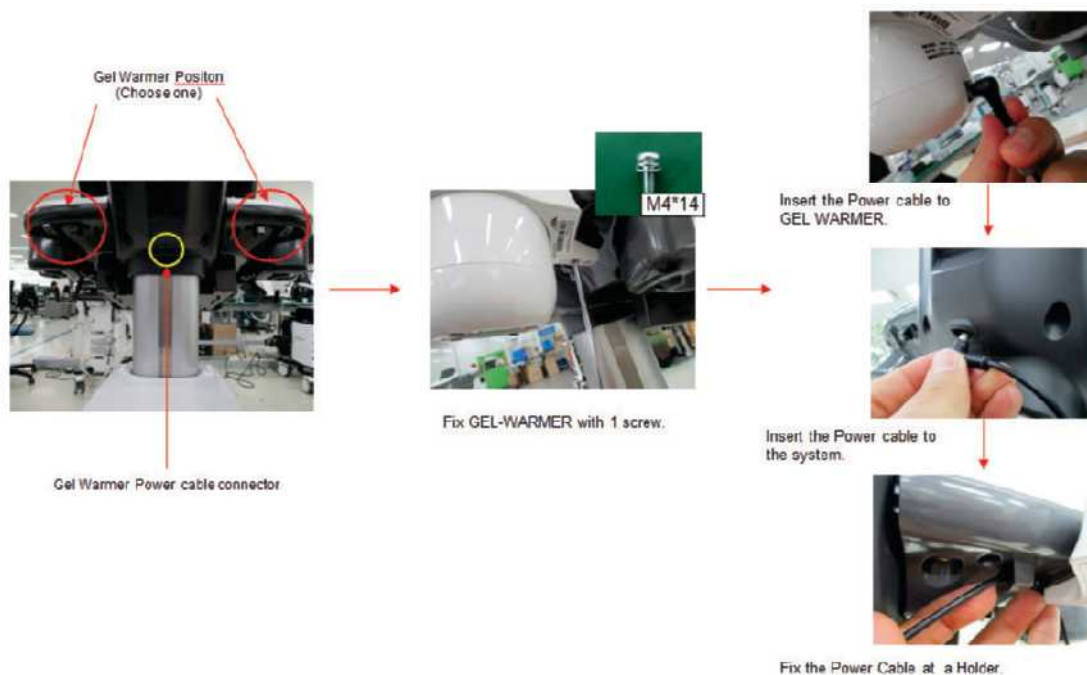 Gel Warmer Positon
(Choose one)
M4*14
Insert the Power cable to
GEL WARMER.
Fix GEL-WARMER with 1 screw.
Insert the Power cable to
the system.
Gel Warmer Power cable connector
Fix the Power Cable at a Holder.